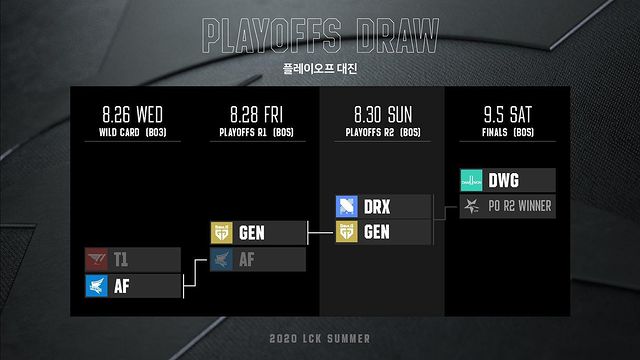 PLAYOFFS DRAW
플레이오프 대진
8.26 WED
WILD CARD (BO3)
T1
AF
8.28 FRI
PLAYOFFS R1 (BO5)
GEN
AF
8.30 SUN
PLAYOFFS R2 (BO5)
DRX
GEN
9.5 SAT
FINALS (BO5)
DWG
PO R2 WINNER
2020 LCK SUMMER